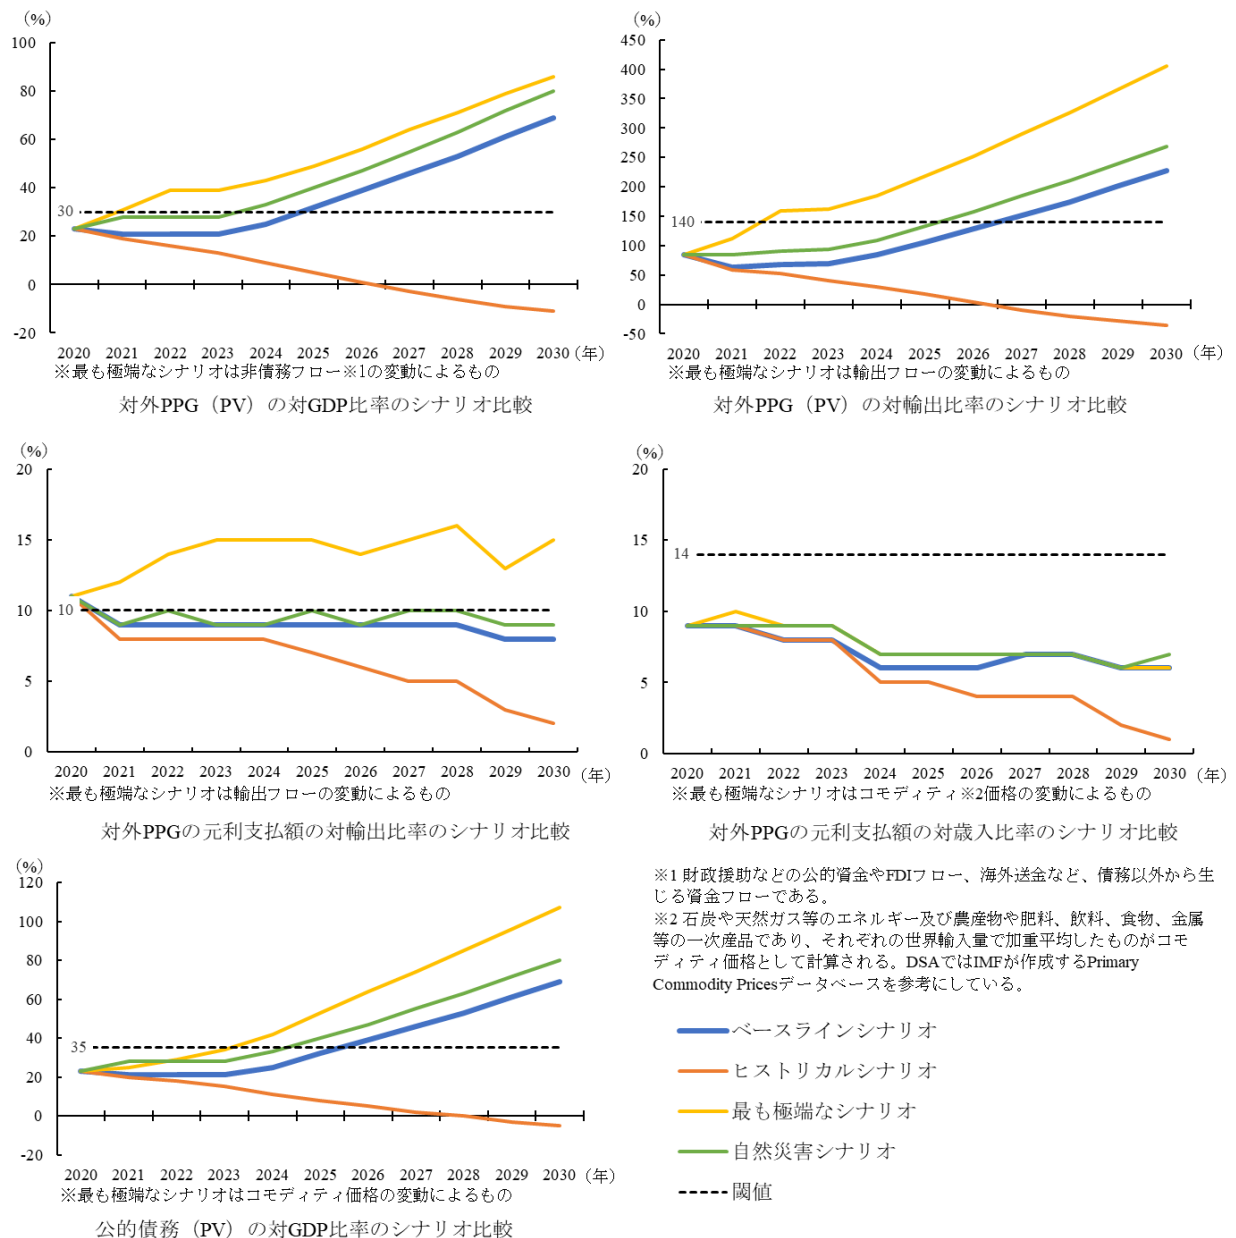 （%）
100
80
60
40
30
20
0
-20
2020 2021 2022 2023 2024 2025 2026 2027 2028 2029 2030（年）
※最も極端なシナリオは非債務フロー※1の変動によるもの
対外PPG（PV）の対GDP比率のシナリオ比較
（%）
450
400
350
300
250
200
150
140
100
50
0
-50
2020 2021 2022 2023 2024 2025 2026 2027 2028 2029 2030（年）
※最も極端なシナリオは輸出フローの変動によるもの
対外PPG（PV）の対輸出比率のシナリオ比較
（%）
20
15
10
10
5
0
2020 2021 2022 2023 2024 2025 2026 2027 2028 2029 2030（年）
※最も極端なシナリオは輸出フローの変動によるもの
対外PPGの元利支払額の対輸出比率のシナリオ比較
（%）
20
15
14
10
5
0
2020 2021 2022 2023 2024 2025 2026 2027 2028 2029 2030（年）
※最も極端なシナリオはコモディティ※2価格の変動によるもの
対外PPGの元利支払額の対歳入比率のシナリオ比較
（%）
120
100
80
60
40
35
20
0
-20
2020 2021 2022 2023 2024 2025 2026 2027 2028 2029 2030（年）
※最も極端なシナリオはコモディティ価格の変動によるもの
公的債務（PV）の対GDP比率のシナリオ比較
※1 財政援助などの公的資金やFDIフロー、海外送金など、債務以外から生
じる資金フローである。
※2 石炭や天然ガス等のエネルギー及び農産物や肥料、飲料、食物、金属
等の一次産品であり、それぞれの世界輸入量で加重平均したものがコモ
ディティ価格として計算される。DSAではIMFが作成するPrimary
Commodity Pricesデータベースを参考にしている。
ベースラインシナリオ
ヒストリカルシナリオ
最も極端なシナリオ
自然災害シナリオ
閾値